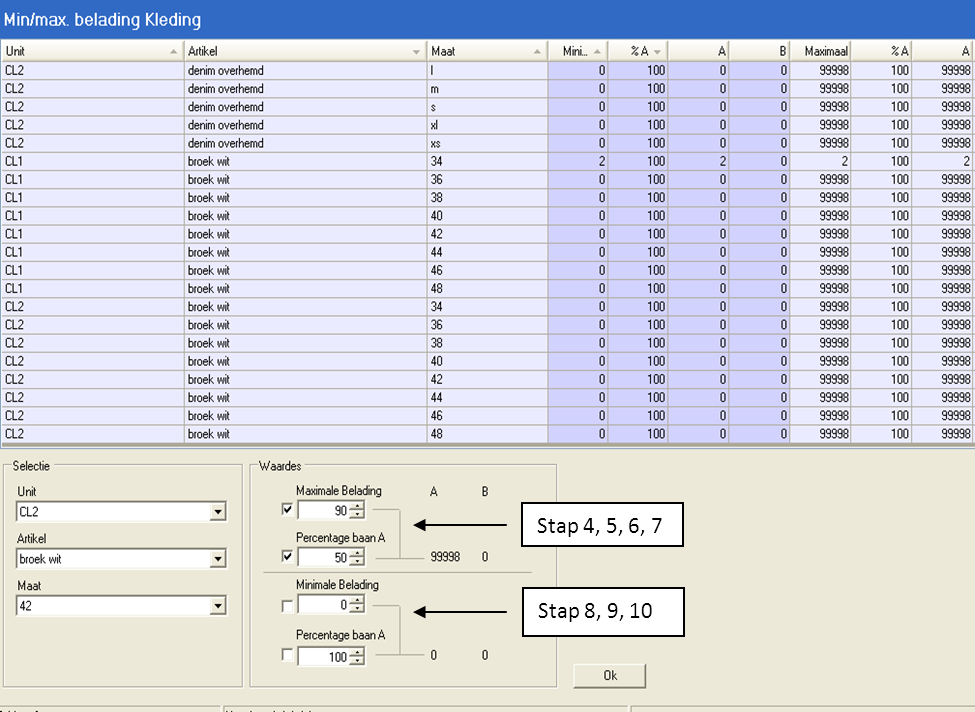 Min/max. belading Kleding
Unit Artikel Maat Mini... %A A B Maximaal %A A
CL2 denim overhemd l 0 100 0 0 99998 100 99998
CL2 denim overhemd m 0 100 0 0 99998 100 99998
CL2 denim overhemd s 0 100 0 0 99998 100 99998
CL2 denim overhemd xl 0 100 0 0 99998 100 99998
CL2 denim overhemd xs 0 100 0 0 99998 100 99998
CL1 broek wit 34 2 100 2 0 2 100 2
CL1 broek wit 36 0 100 0 0 99998 100 99998
CL1 broek wit 38 0 100 0 0 99998 100 99998
CL1 broek wit 40 0 100 0 0 99998 100 99998
CL1 broek wit 42 0 100 0 0 99998 100 99998
CL1 broek wit 44 0 100 0 0 99998 100 99998
CL1 broek wit 46 0 100 0 0 99998 100 99998
CL1 broek wit 48 0 100 0 0 99998 100 99998
CL2 broek wit 34 0 100 0 0 99998 100 99998
CL2 broek wit 36 0 100 0 0 99998 100 99998
CL2 broek wit 38 0 100 0 0 99998 100 99998
CL2 broek wit 40 0 100 0 0 99998 100 99998
CL2 broek wit 42 0 100 0 0 99998 100 99998
CL2 broek wit 44 0 100 0 0 99998 100 99998
CL2 broek wit 46 0 100 0 0 99998 100 99998
CL2 broek wit 48 0 100 0 0 99998 100 99998
Selectie
Unit
CL2
Artikel
broek wit
Maat
42
Waardes
Maximale Belading A B
90
Percentage baan A
50 99998 0
Minimale Belading
0
Percentage baan A
100 0 0
Stap 4, 5, 6, 7
Stap 8, 9, 10
Ok